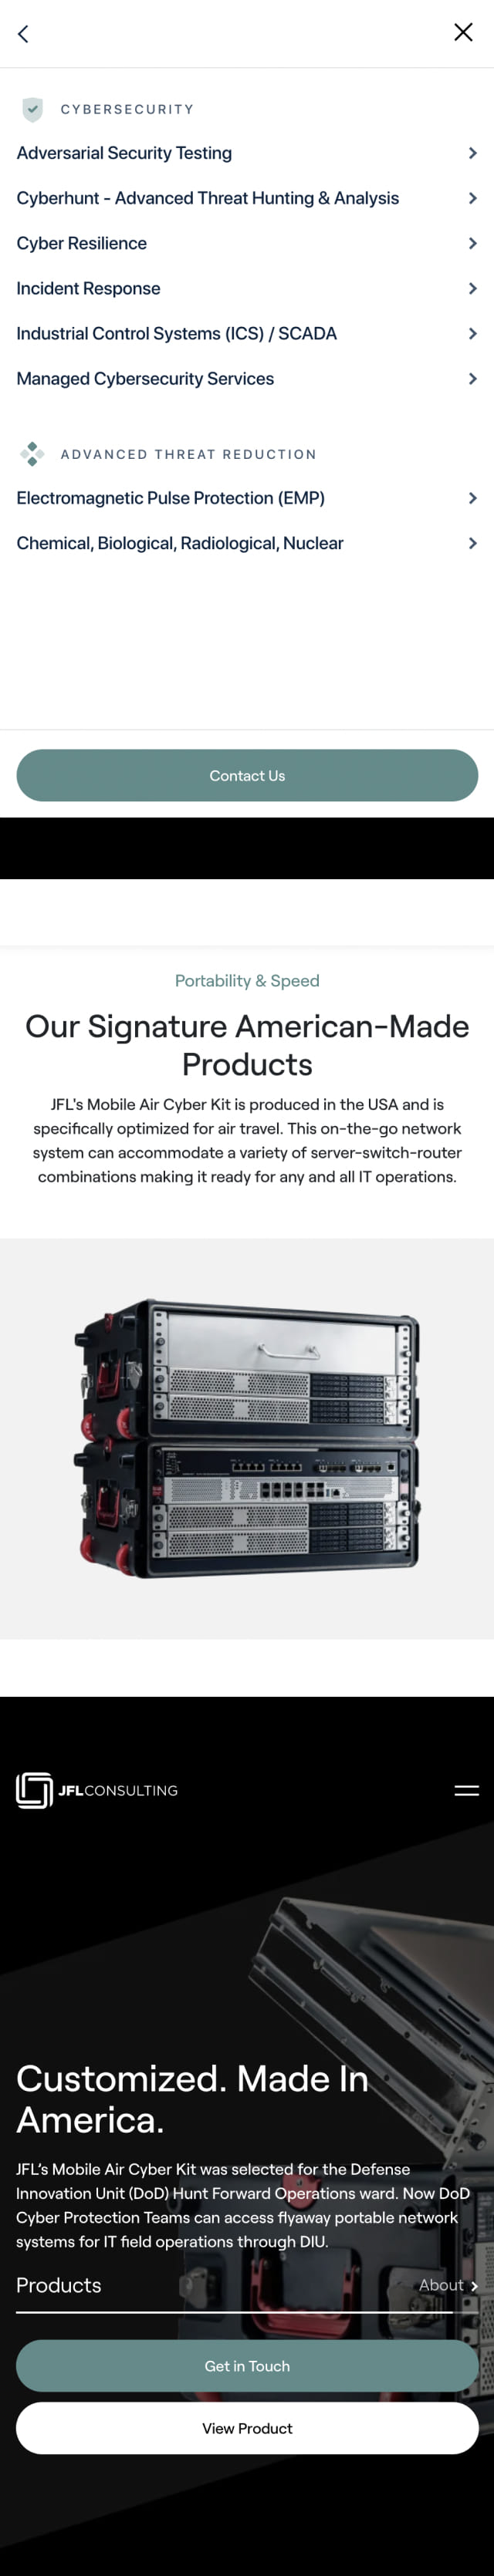 CYBERSECURITY
Adversarial Security Testing
Cyberhunt - Advanced Threat Hunting & Analysis
Cyber Resilience
Incident Response
Industrial Control Systems (ICS) / SCADA
Managed Cybersecurity Services
ADVANCED THREAT REDUCTION
Electromagnetic Pulse Protection (EMP)
Chemical, Biological, Radiological, Nuclear
Contact Us
Portability & Speed
Our Signature American-Made
Products
JFL's Mobile Air Cyber Kit is produced in the USA and is
specifically optimized for air travel. This on-the-go network
system can accommodate a variety of server-switch-router
combinations making it ready for any and all IT operations.
JFLCONSULTING
Customized. Made In
America.
JFL’s Mobile Air Cyber Kit was selected for the Defense
Innovation Unit (DoD) Hunt Forward Operations ward. Now DoD
Cyber Protection Teams can access flyaway portable network
systems for IT field operations through DIU.
Products
About
Get in Touch
View Product